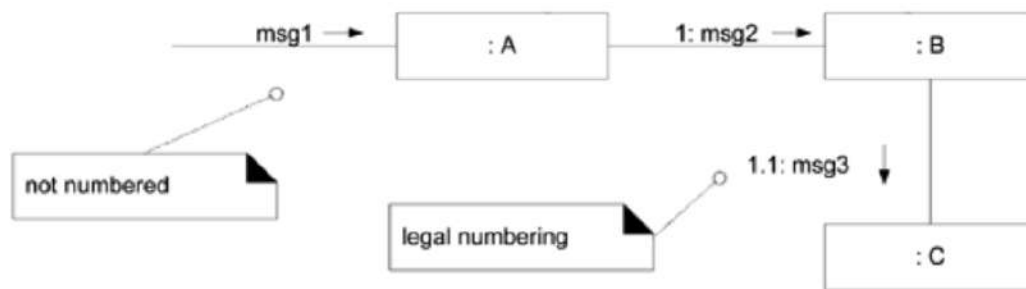 msg1
: A
1: msg2
: B
not numbered
1.1: msg3
legal numbering
: C